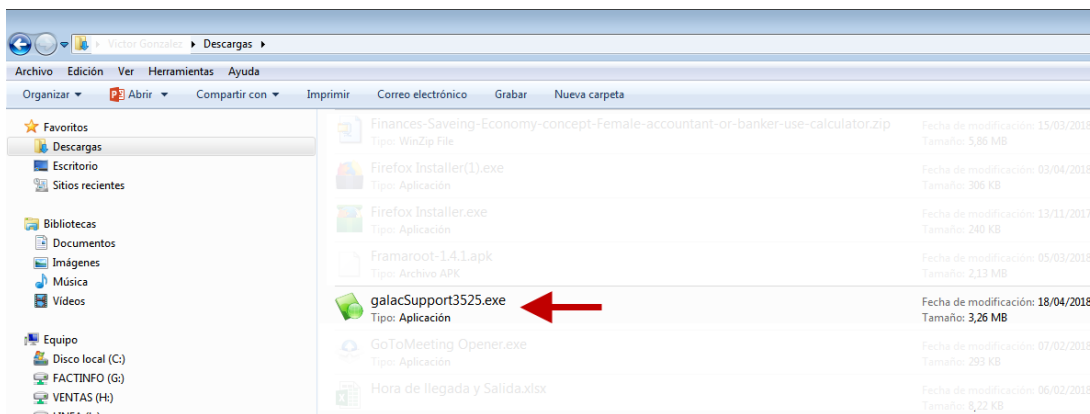 Victor Gonzalez ▸ Descargas ▸
Archivo Edición Ver Herramientas Ayuda
Organizar Abrir Compartir con Imprimir Correo electrónico Grabar Nueva carpeta
Favoritos
Descargas
Escritorio
Sitios recientes
Bibliotecas
Documentos
Imágenes
Música
Vídeos
Equipo
Disco local (C:)
FACTINFO (G:)
VENTAS (H:)
Finances-Saveing-Economy-concept-Female-accountant-or-banker-use-calculator.zip
Tipo: WinZip File
Fecha de modificación: 15/03/2018
Tamaño: 5,86 MB
Firefox Installer(1).exe
Tipo: Aplicación
Fecha de modificación: 03/04/2018
Tamaño: 306 KB
Firefox Installer.exe
Tipo: Aplicación
Fecha de modificación: 13/11/2017
Tamaño: 240 KB
Framaroot-1.4.1.apk
Tipo: Archivo APK
Fecha de modificación: 05/03/2018
Tamaño: 2,13 MB
galacSupport3525.exe
Tipo: Aplicación
Fecha de modificación: 18/04/2018
Tamaño: 3,26 MB
GoToMeeting Opener.exe
Tipo: Aplicación
Fecha de modificación: 07/02/2018
Tamaño: 293 KB
Hora de llegada y Salida.xlsx
Fecha de modificación: 06/02/2018
Tamaño: 8,22 KB